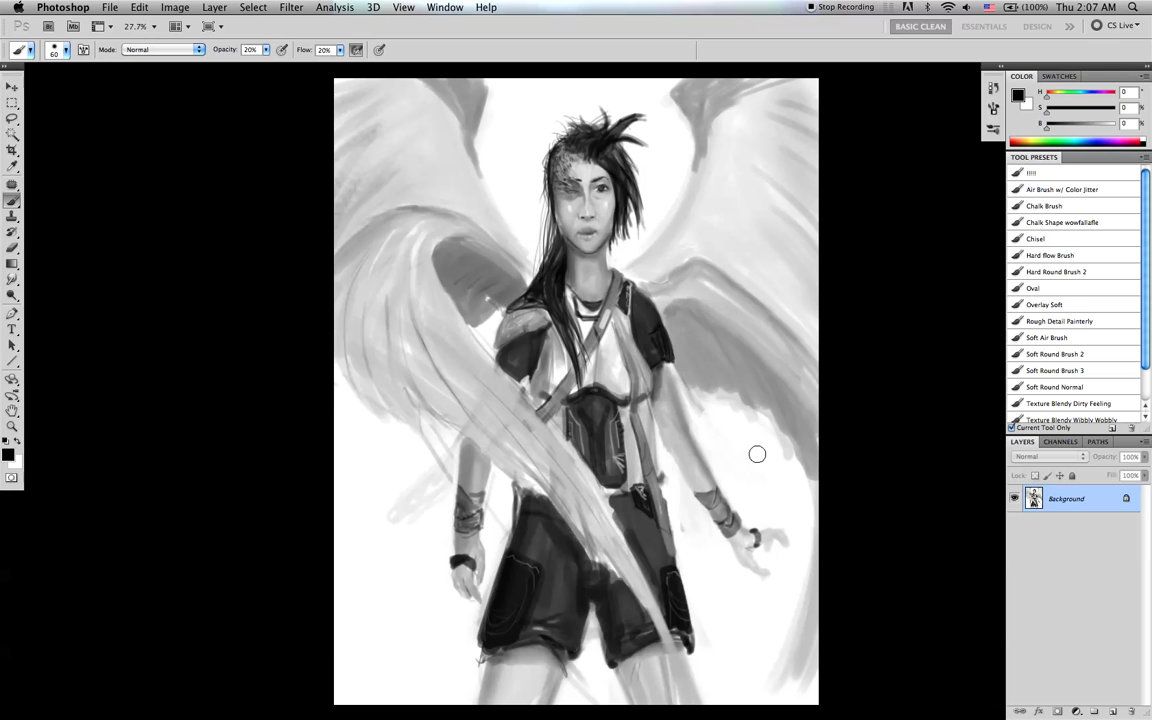 Photoshop File Edit Image Layer Select Filter Analysis 3D View Window Help Stop Recording (100%) Thu 2:07 AM
Ps Br Mb 27.7% BASIC CLEAN ESSENTIALS DESIGN CS Live
60 Mode: Normal Opacity: 20% Flow: 20%
COLOR SWATCHES
H 0 °
S 0 %
B 0 %
TOOL PRESETS
!!!!!
Air Brush w/ Color Jitter
Chalk Brush
Chalk Shape wowfallafle
Chisel
Hard flow Brush
Hard Round Brush 2
Oval
Overlay Soft
Rough Detail Painterly
Soft Air Brush
Soft Round Brush 2
Soft Round Brush 3
Soft Round Normal
Texture Blendy Dirty Feeling
Texture Blendy Wibbly Wobbly
Current Tool Only
LAYERS CHANNELS PATHS
Normal Opacity: 100%
Lock: Fill: 100%
Background